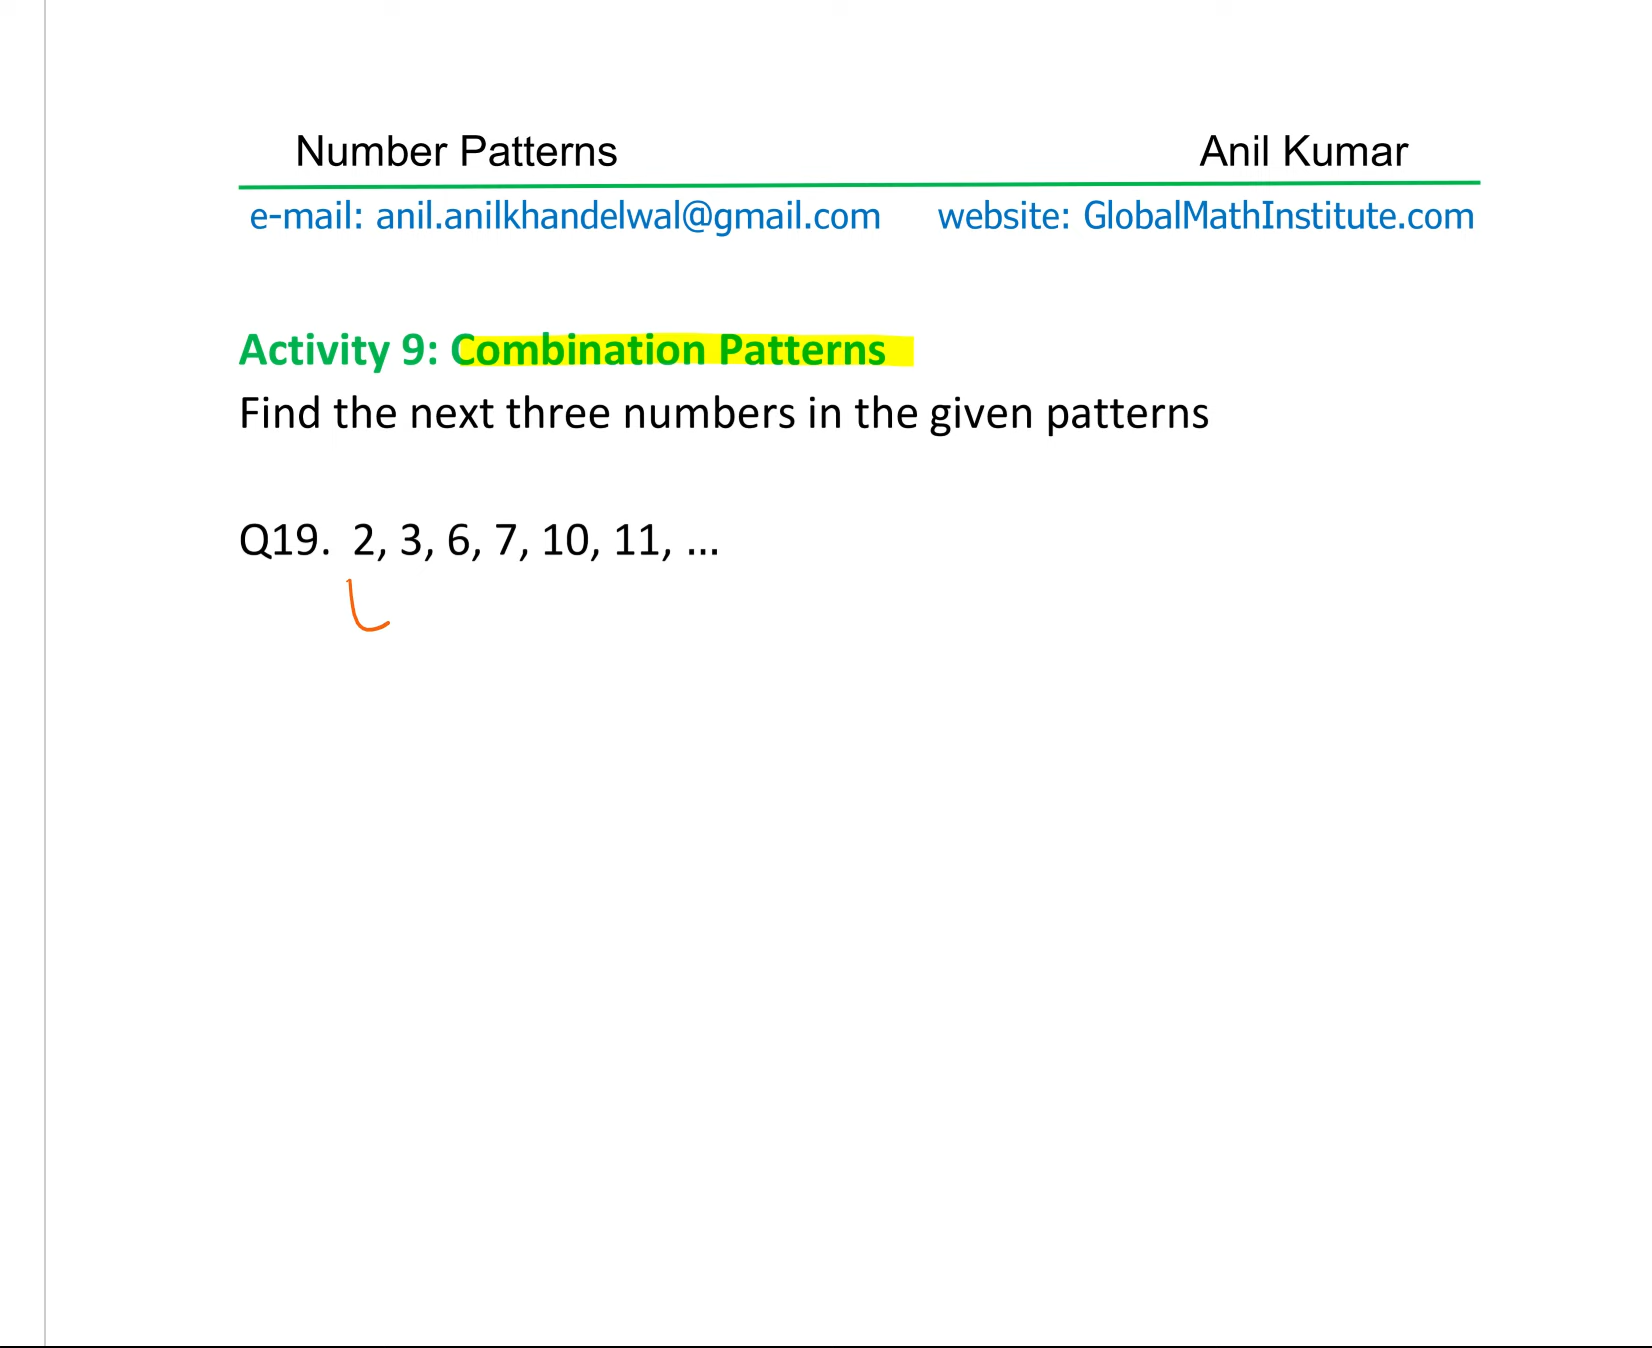 Number Patterns Anil Kumar
e-mail: anil.anilkhandelwal@gmail.com website: GlobalMathInstitute.com
Activity 9: Combination Patterns
Find the next three numbers in the given patterns
Q19. 2, 3, 6, 7, 10, 11, ...